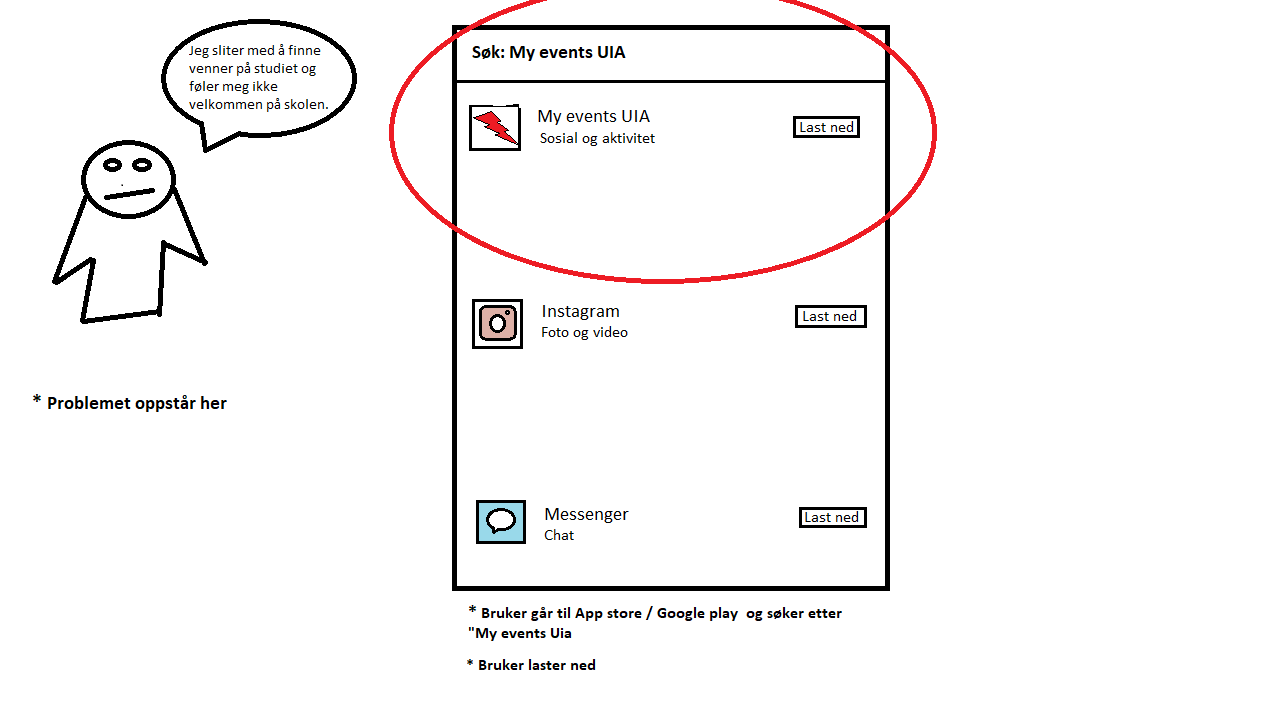 Jeg sliter med å finne
venner på studiet og
føler meg ikke
velkommen på skolen.
* Problemet oppstår her
Søk: My events UIA
My events UIA
Sosial og aktivitet
Last ned
Instagram
Foto og video
Last ned
Messenger
Chat
Last ned
* Bruker går til App store / Google play  og søker etter
"My events Uia
* Bruker laster ned